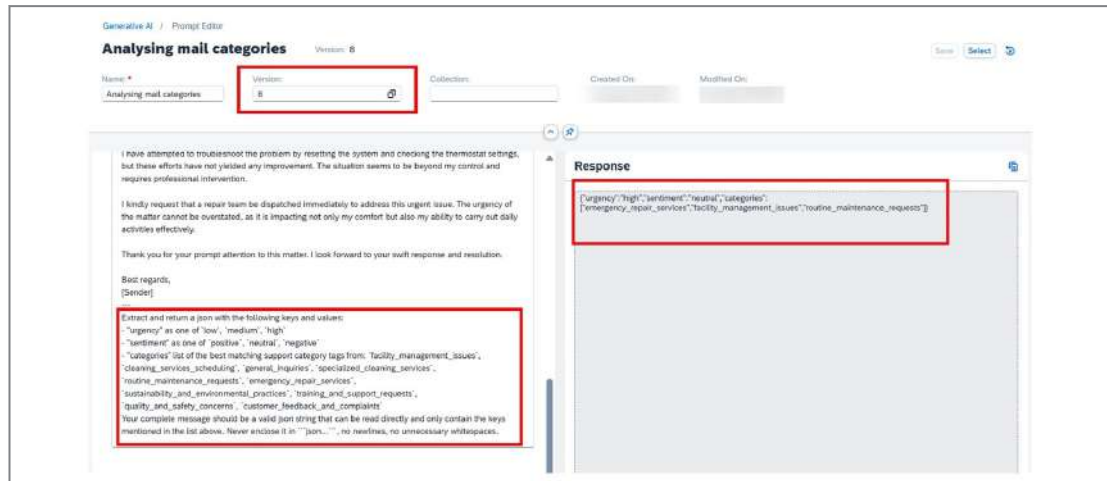 Generative AI / Prompt Editor
Analysing mail categories Version: 8
Save Select
Name: * Version: Collection: Created On: Modified On:
Analysing mail categories 8
I have attempted to troubleshoot the problem by resetting the system and checking the thermostat settings,
but these efforts have not yielded any improvement. The situation seems to be beyond my control and
requires professional intervention.
I kindly request that a repair team be dispatched immediately to address this urgent issue. The urgency of
the matter cannot be overstated, as it is impacting not only my comfort but also my ability to carry out daily
activities effectively.
Thank you for your prompt attention to this matter. I look forward to your swift response and resolution.
Best regards,
[Sender]
---
Extract and return a json with the following keys and values:
- "urgency" as one of `low`, `medium`, `high`
- "sentiment" as one of `positive`, `neutral`, `negative`
- "categories" list of the best matching support category tags from: `facility_management_issues`,
`cleaning_services_scheduling`, `general_inquiries`, `specialized_cleaning_services`,
`routine_maintenance_requests`, `emergency_repair_services`,
`sustainability_and_environmental_practices`, `training_and_support_requests`,
`quality_and_safety_concerns`, `customer_feedback_and_complaints`
Your complete message should be a valid json string that can be read directly and only contain the keys
mentioned in the list above. Never enclose it in ```json...```, no newlines, no unnecessary whitespaces.
Response
{"urgency":"high","sentiment":"neutral","categories":
["emergency_repair_services","facility_management_issues","routine_maintenance_requests"]}